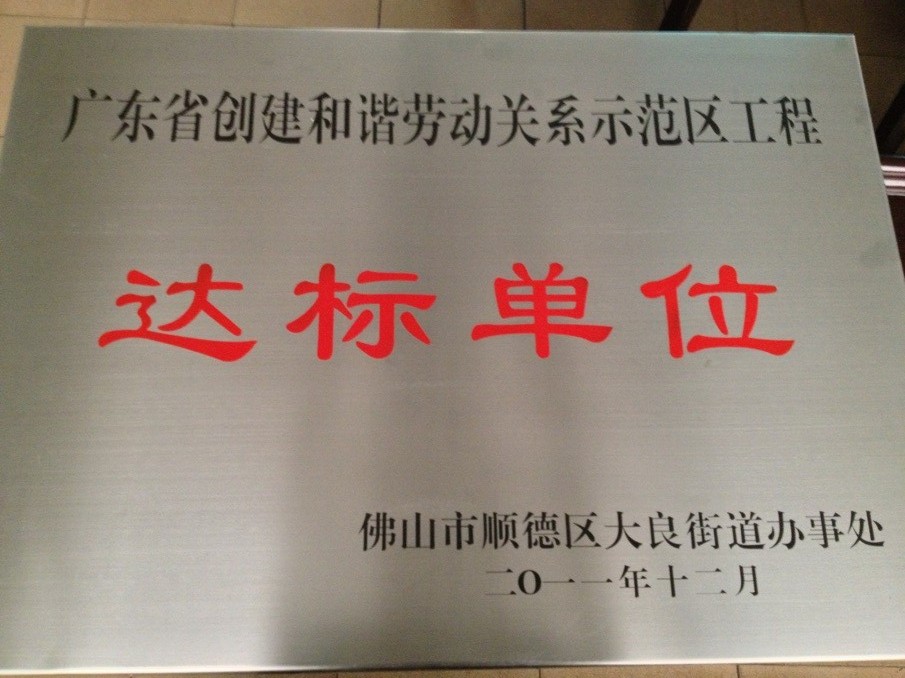 广东省创建和谐劳动关系示范区工程
达标单位
佛山市顺德区大良街道办事处
二O一一年十二月